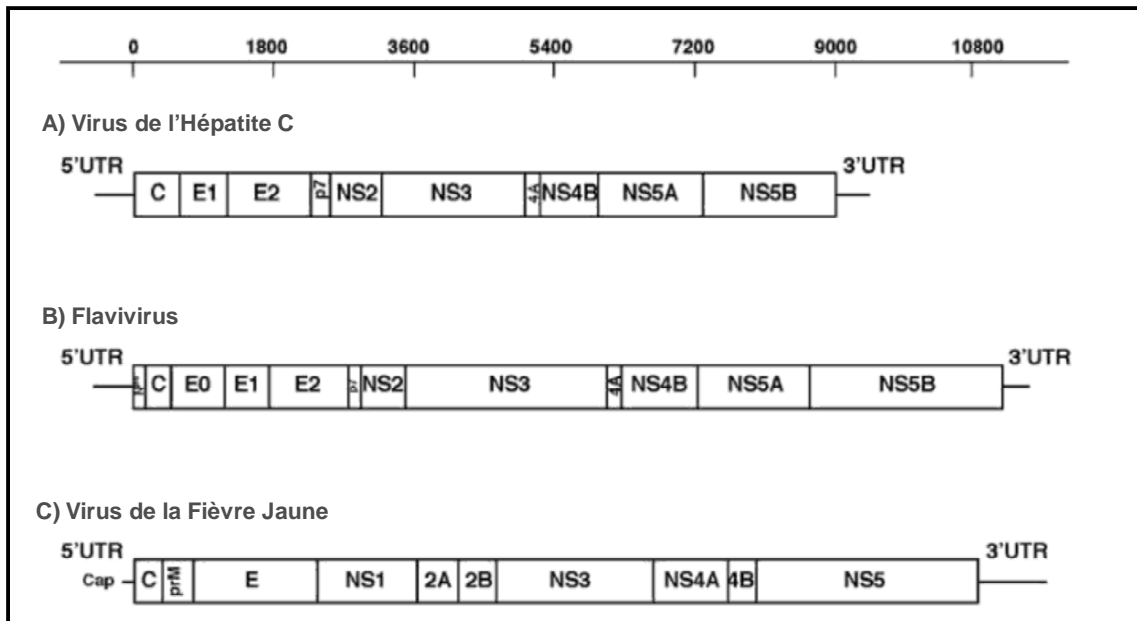 0 1800 3600 5400 7200 9000 10800
A) Virus de l'Hépatite C
5'UTR 3'UTR
C E1 E2 p7 NS2 NS3 4A NS4B NS5A NS5B
B) Flavivirus
5'UTR 3'UTR
C E0 E1 E2 p7 NS2 NS3 4A NS4B NS5A NS5B
C) Virus de la Fièvre Jaune
5'UTR 3'UTR
Cap C prM E NS1 2A 2B NS3 NS4A 4B NS5